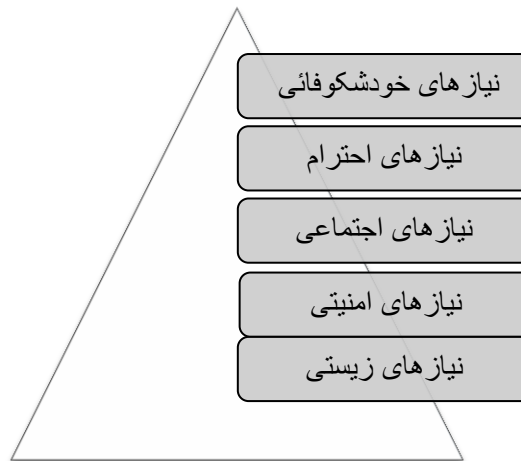 نیازهای خودشکوفائی
نیازهای احترام
نیازهای اجتماعی
نیازهای امنیتی
نیازهای زیستی